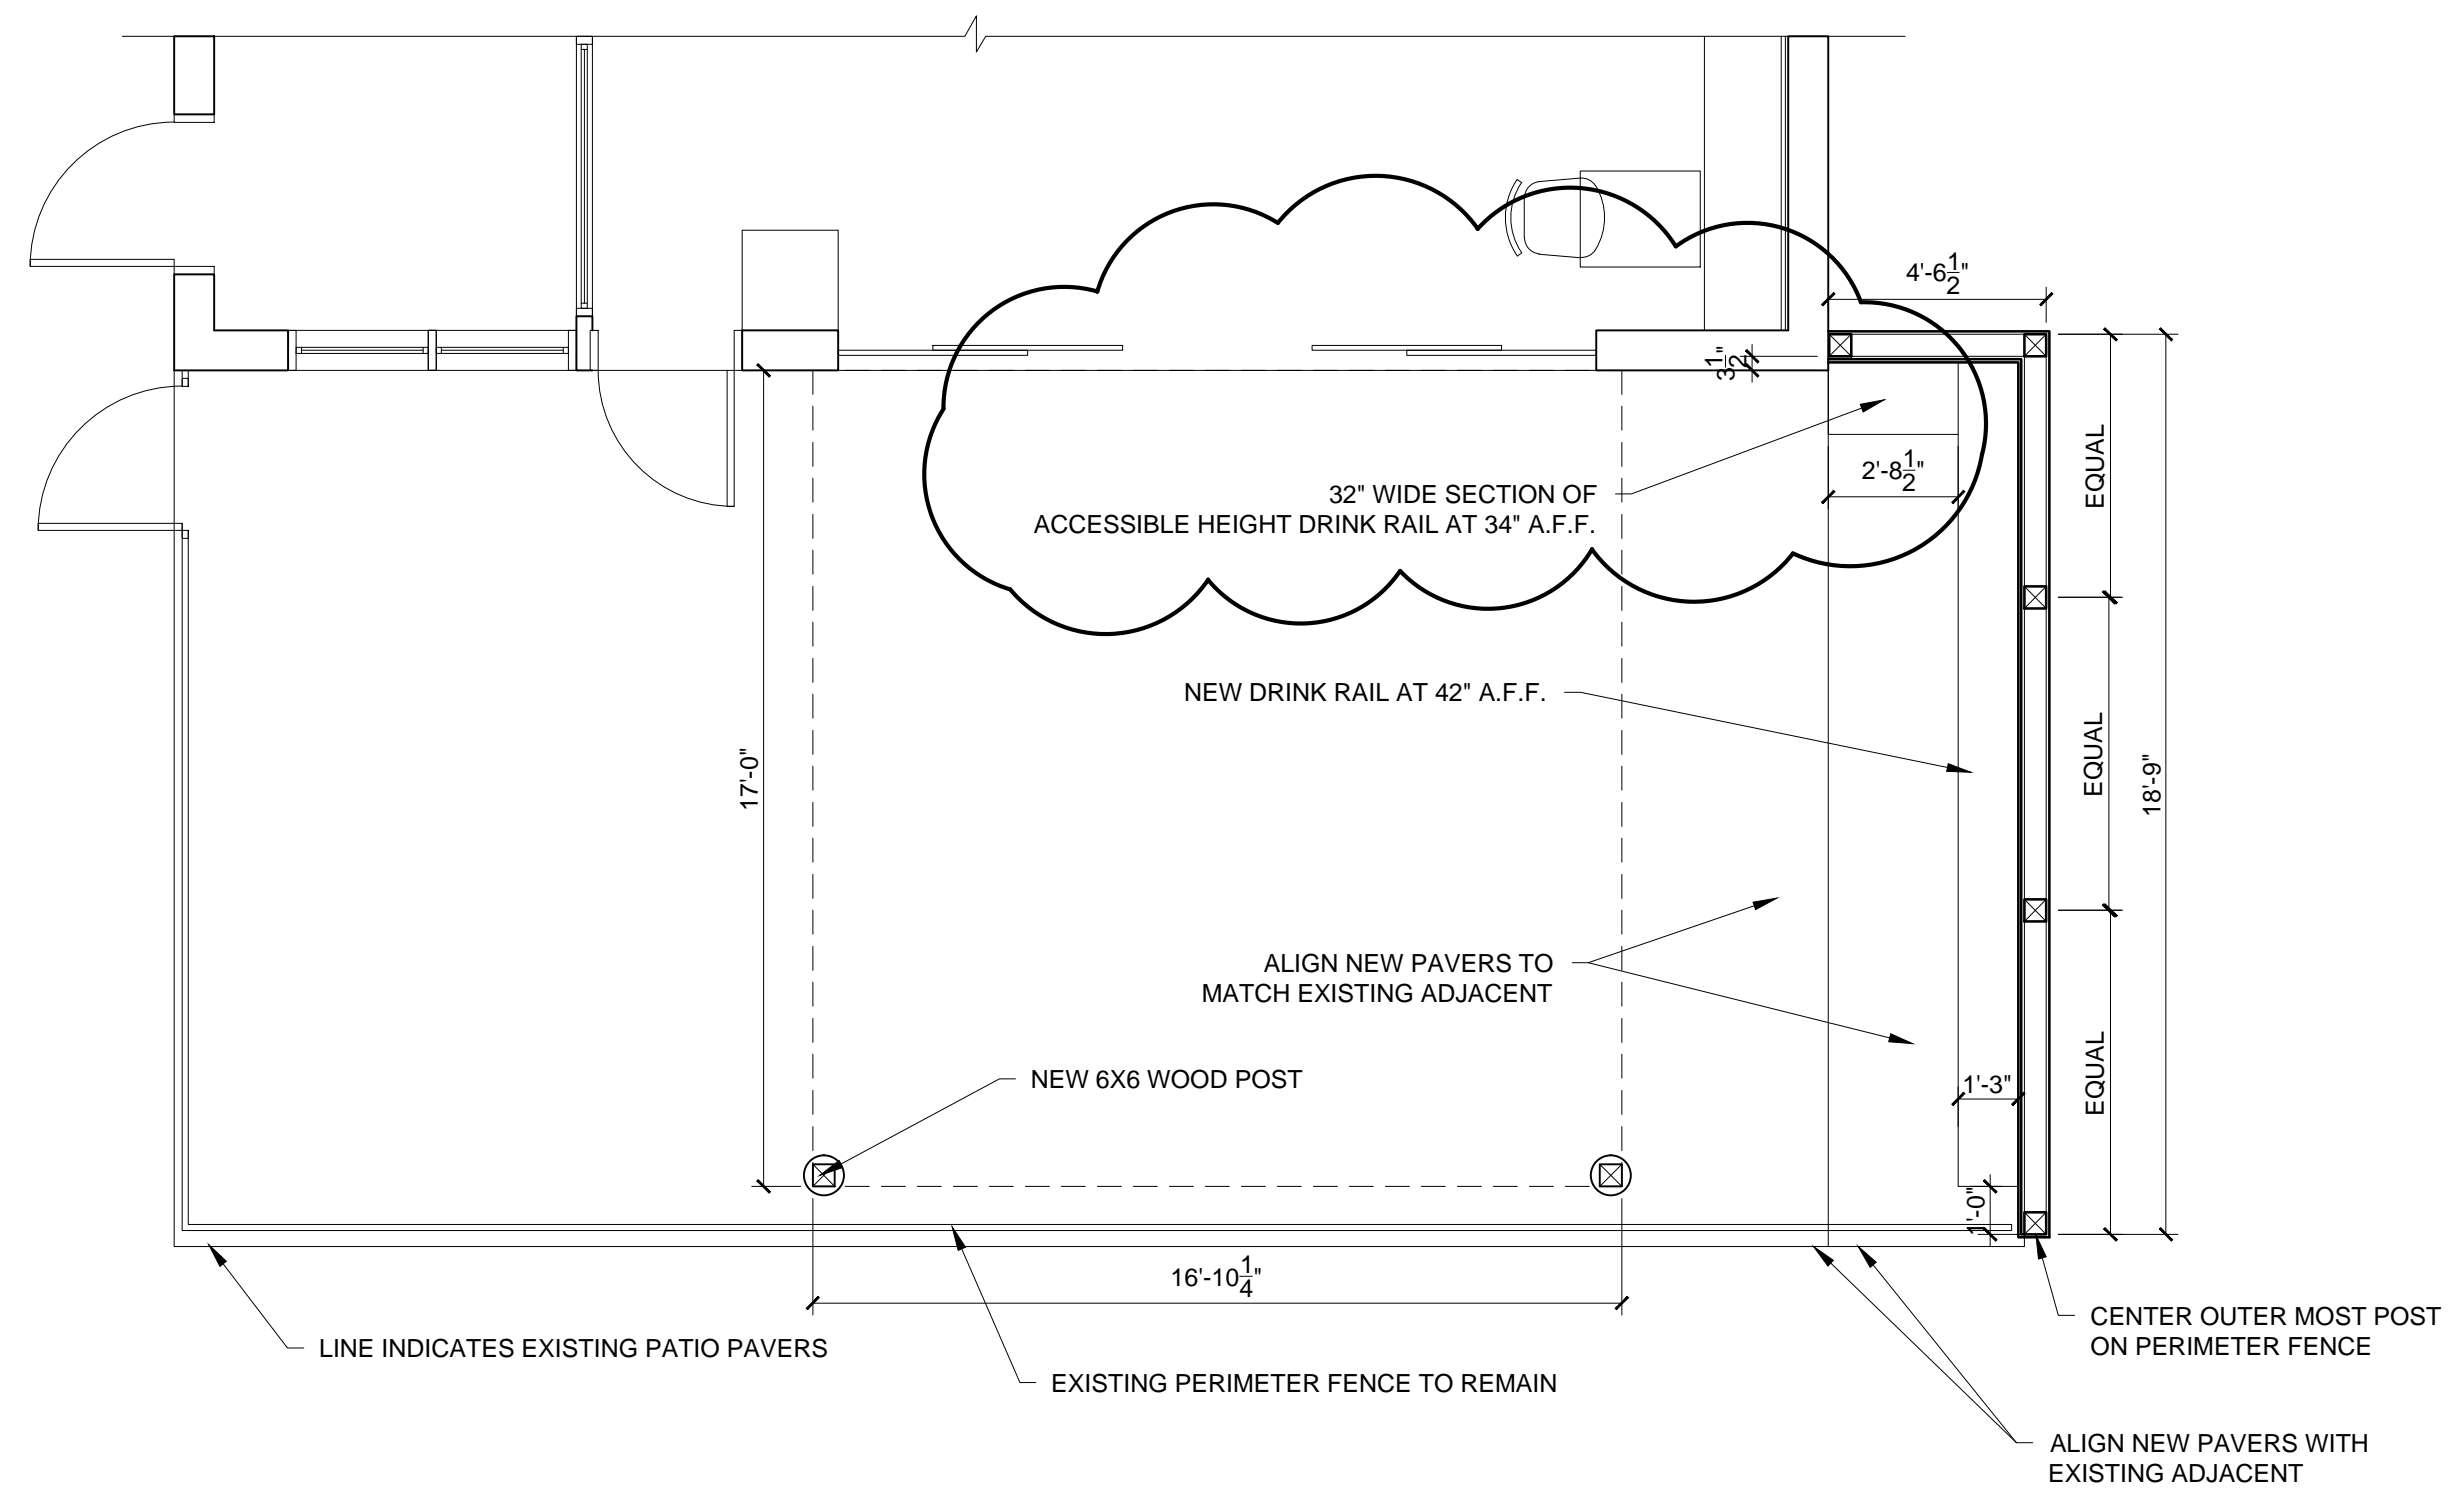 4'-6 1/2"
3 1/2"
2'-8 1/2"
32" WIDE SECTION OF
ACCESSIBLE HEIGHT DRINK RAIL AT 34" A.F.F.
EQUAL
NEW DRINK RAIL AT 42" A.F.F.
17'-0"
EQUAL
18'-9"
ALIGN NEW PAVERS TO
MATCH EXISTING ADJACENT
NEW 6X6 WOOD POST
1'-3"
EQUAL
1'-0"
16'-10 1/4"
CENTER OUTER MOST POST
ON PERIMETER FENCE
LINE INDICATES EXISTING PATIO PAVERS
EXISTING PERIMETER FENCE TO REMAIN
ALIGN NEW PAVERS WITH
EXISTING ADJACENT